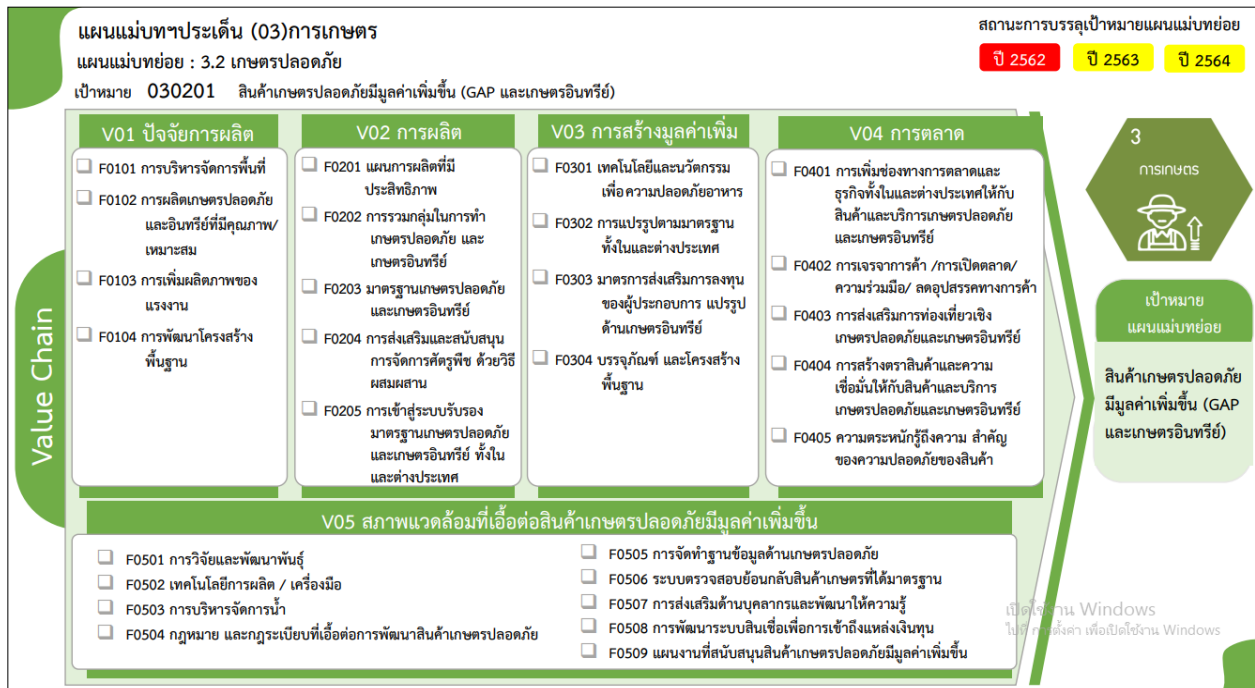 แผนแม่บทฯประเด็น (03)การเกษตร
แผนแม่บทย่อย : 3.2 เกษตรปลอดภัย
เป้าหมาย 030201 สินค้าเกษตรปลอดภัยมีมูลค่าเพิ่มขึ้น (GAP และเกษตรอินทรีย์)
สถานะการบรรลุเป้าหมายแผนแม่บทย่อย
ปี 2562 ปี 2563 ปี 2564
Value Chain
V01 ปัจจัยการผลิต
F0101 การบริหารจัดการพื้นที่
F0102 การผลิตเกษตรปลอดภัย
และอินทรีย์ที่มีคุณภาพ/
เหมาะสม
F0103 การเพิ่มผลิตภาพของ
แรงงาน
F0104 การพัฒนาโครงสร้าง
พื้นฐาน
V02 การผลิต
F0201 แผนการผลิตที่มี
ประสิทธิภาพ
F0202 การรวมกลุ่มในการทำ
เกษตรปลอดภัย และ
เกษตรอินทรีย์
F0203 มาตรฐานเกษตรปลอดภัย
และเกษตรอินทรีย์
F0204 การส่งเสริมและสนับสนุน
การจัดการศัตรูพืช ด้วยวิธี
ผสมผสาน
F0205 การเข้าสู่ระบบรับรอง
มาตรฐานเกษตรปลอดภัย
และเกษตรอินทรีย์ ทั้งใน
และต่างประเทศ
V03 การสร้างมูลค่าเพิ่ม
F0301 เทคโนโลยีและนวัตกรรม
เพื่อความปลอดภัยอาหาร
F0302 การแปรรูปตามมาตรฐาน
ทั้งในและต่างประเทศ
F0303 มาตรการส่งเสริมการลงทุน
ของผู้ประกอบการ แปรรูป
ด้านเกษตรอินทรีย์
F0304 บรรจุภัณฑ์ และโครงสร้าง
พื้นฐาน
V04 การตลาด
F0401 การเพิ่มช่องทางการตลาดและ
ธุรกิจทั้งในและต่างประเทศให้กับ
สินค้าและบริการเกษตรปลอดภัย
และเกษตรอินทรีย์
F0402 การเจรจาการค้า /การเปิดตลาด/
ความร่วมมือ/ ลดอุปสรรคทางการค้า
F0403 การส่งเสริมการท่องเที่ยวเชิง
เกษตรปลอดภัยและเกษตรอินทรีย์
F0404 การสร้างตราสินค้าและความ
เชื่อมั่นให้กับสินค้าและบริการ
เกษตรปลอดภัยและเกษตรอินทรีย์
F0405 ความตระหนักรู้ถึงความ สำคัญ
ของความปลอดภัยของสินค้า
3
การเกษตร
เป้าหมาย
แผนแม่บทย่อย
สินค้าเกษตรปลอดภัย
มีมูลค่าเพิ่มขึ้น (GAP
และเกษตรอินทรีย์)
V05 สภาพแวดล้อมที่เอื้อต่อสินค้าเกษตรปลอดภัยมีมูลค่าเพิ่มขึ้น
F0501 การวิจัยและพัฒนาพันธุ์
F0502 เทคโนโลยีการผลิต / เครื่องมือ
F0503 การบริหารจัดการน้ำ
F0504 กฎหมาย และกฎระเบียบที่เอื้อต่อการพัฒนาสินค้าเกษตรปลอดภัย
F0505 การจัดทำฐานข้อมูลด้านเกษตรปลอดภัย
F0506 ระบบตรวจสอบย้อนกลับสินค้าเกษตรที่ได้มาตรฐาน
F0507 การส่งเสริมด้านบุคลากรและพัฒนาให้ความรู้
F0508 การพัฒนาระบบสินเชื่อเพื่อการเข้าถึงแหล่งเงินทุน
F0509 แผนงานที่สนับสนุนสินค้าเกษตรปลอดภัยมีมูลค่าเพิ่มขึ้น
เปิดใช้งาน Windows
ไปที่ การตั้งค่า เพื่อเปิดใช้งาน Windows